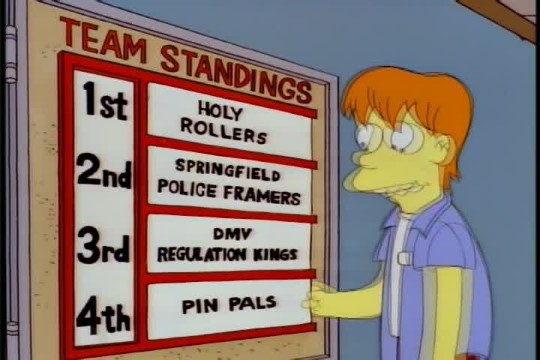 TEAM STANDINGS
1st
HOLY
ROLLERS
2nd
SPRINGFIELD
POLICE FRAMERS
3rd
DMV
REGULATION KINGS
4th
PIN PALS